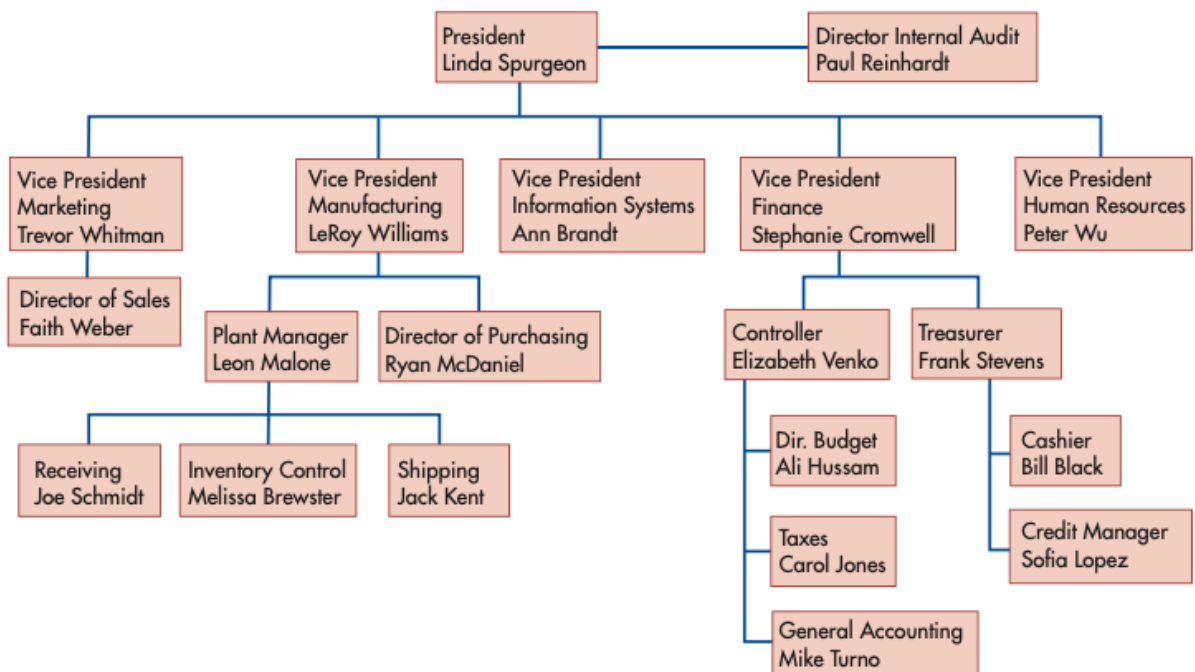 President
Linda Spurgeon
Director Internal Audit
Paul Reinhardt
Vice President
Marketing
Trevor Whitman
Vice President
Manufacturing
LeRoy Williams
Vice President
Information Systems
Ann Brandt
Vice President
Finance
Stephanie Cromwell
Vice President
Human Resources
Peter Wu
Director of Sales
Faith Weber
Plant Manager
Leon Malone
Director of Purchasing
Ryan McDaniel
Controller
Elizabeth Venko
Treasurer
Frank Stevens
Receiving
Joe Schmidt
Inventory Control
Melissa Brewster
Shipping
Jack Kent
Dir. Budget
Ali Hussam
Cashier
Bill Black
Taxes
Carol Jones
Credit Manager
Sofia Lopez
General Accounting
Mike Turno